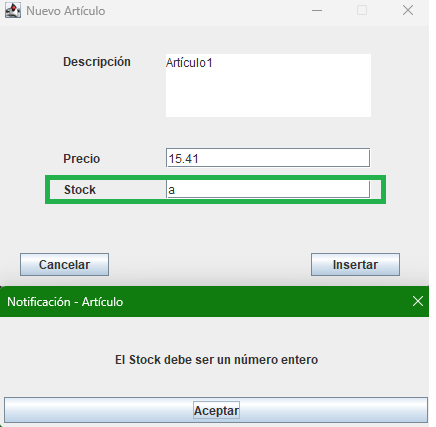 Nuevo Artículo
Descripción
Artículo1
Precio
15.41
Stock
a
Cancelar
Insertar
Notificación - Artículo
El Stock debe ser un número entero
Aceptar